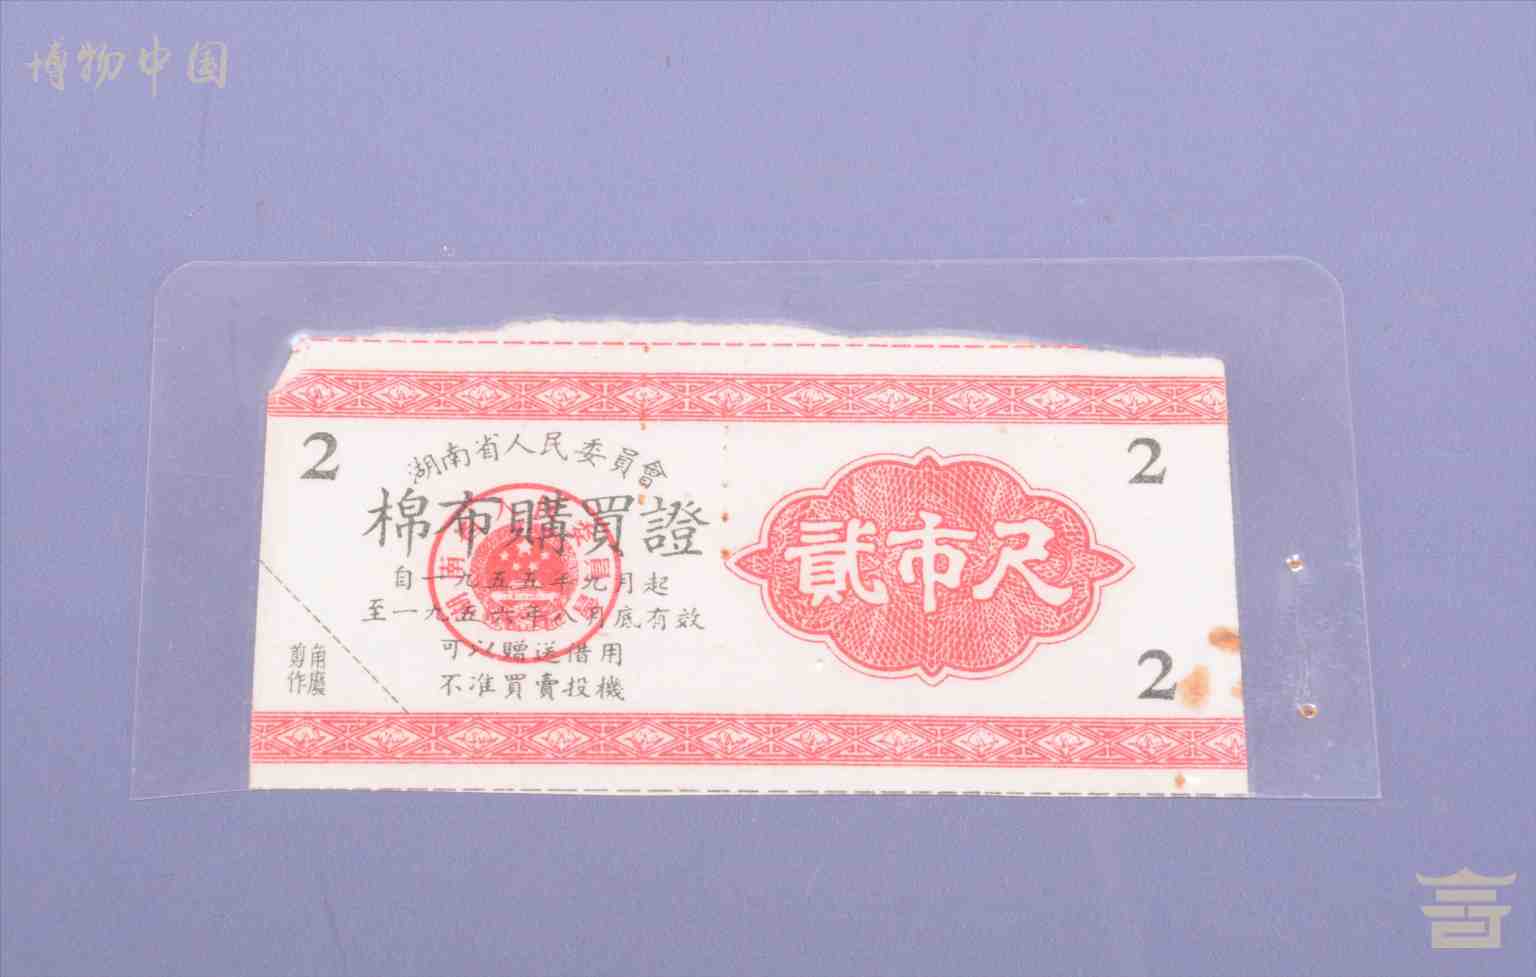 博物中国
2
湖南省人民委員會
棉布購買證
自一九五五年九月起
至一九五六年八月底有效
可以贈送借用
不准買賣投機
剪角
作廢
2
貳市尺
2